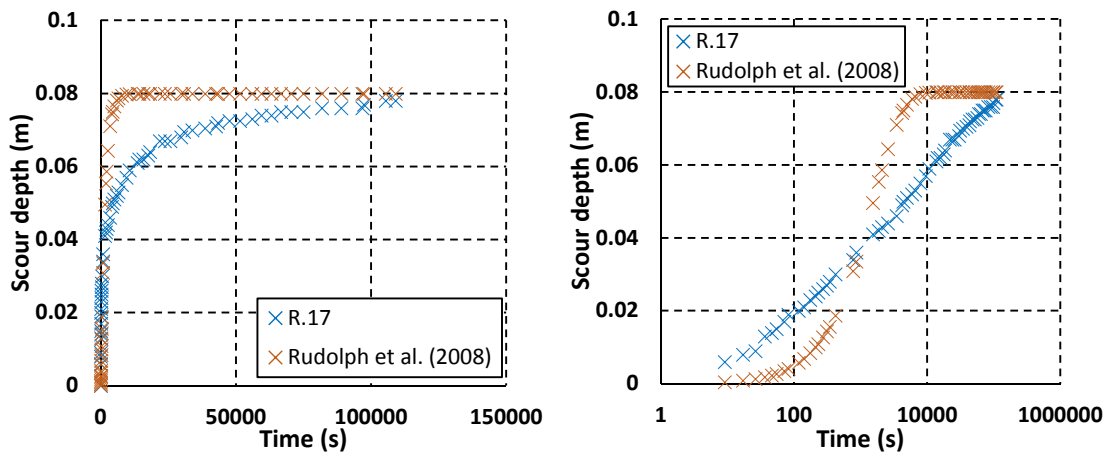 0.1
0.08
0.06
0.04
0.02
0
Scour depth (m)
R.17
Rudolph et al. (2008)
0
50000
100000
150000
Time (s)
0.1
0.08
0.06
0.04
0.02
0
Scour depth (m)
R.17
Rudolph et al. (2008)
1
100
10000
1000000
Time (s)